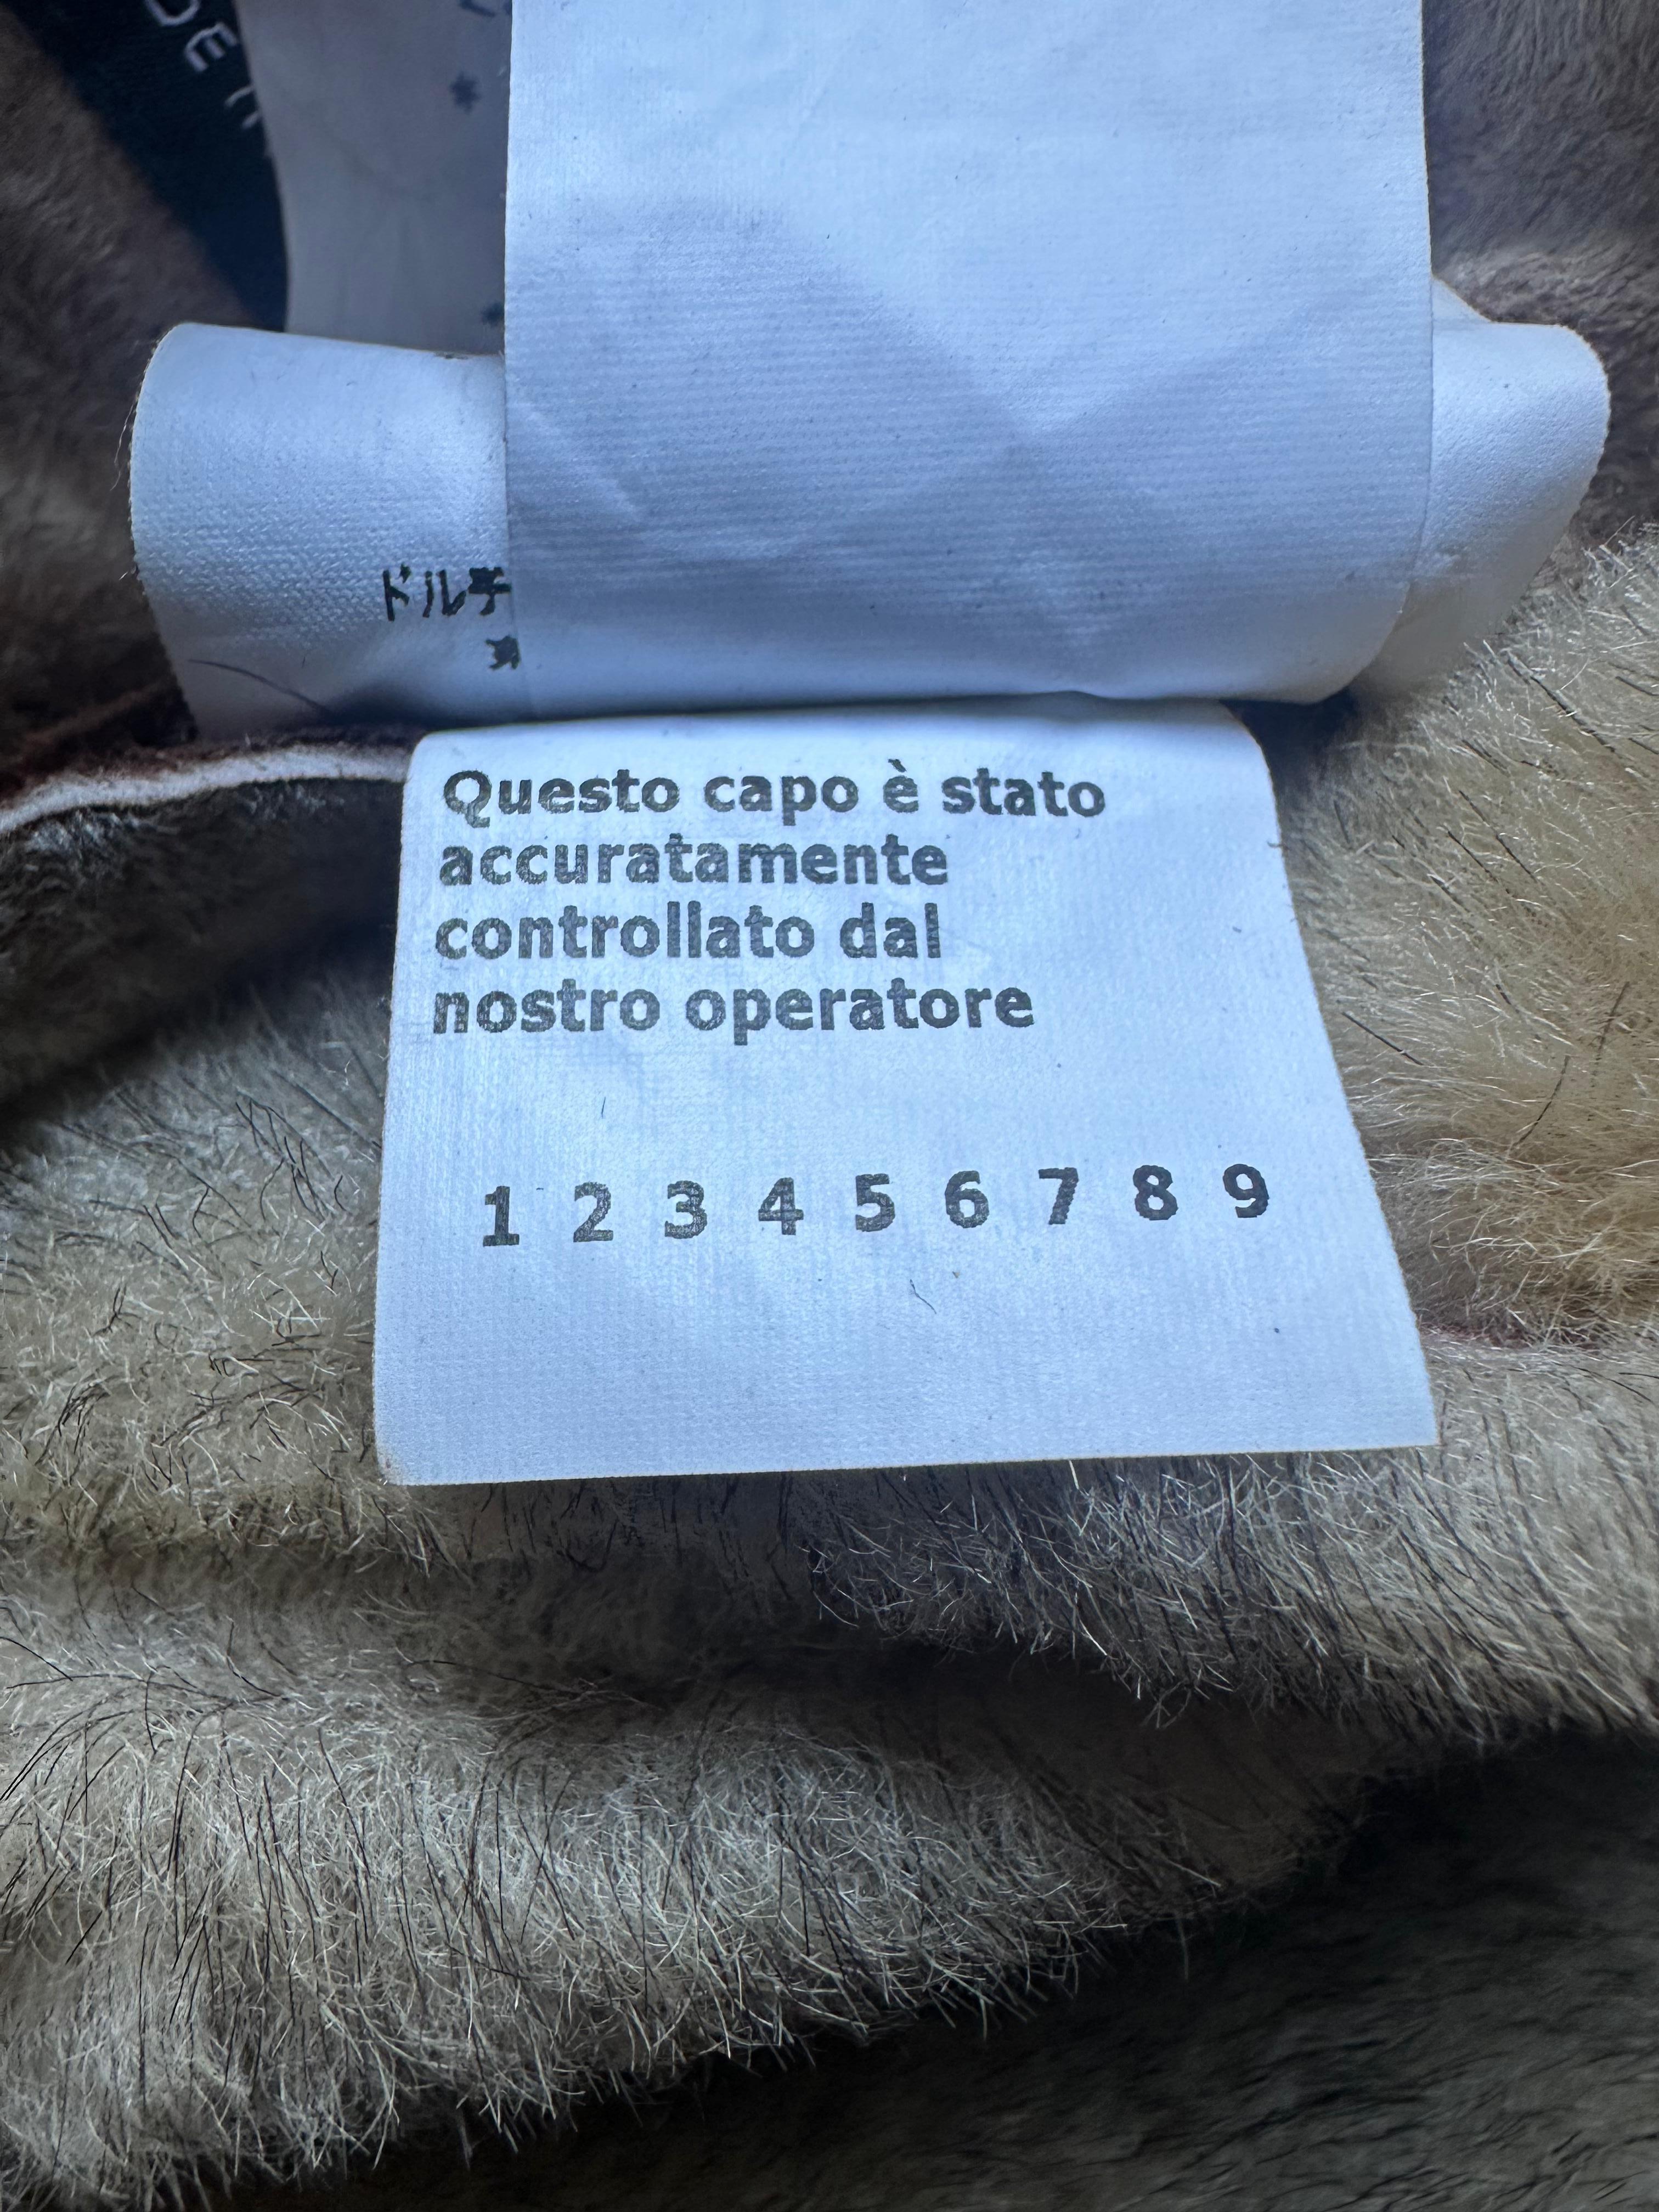 DE I
ドルチ
Questo capo è stato
accuratamente
controllato dal
nostro operatore
1 2 3 4 5 6 7 8 9